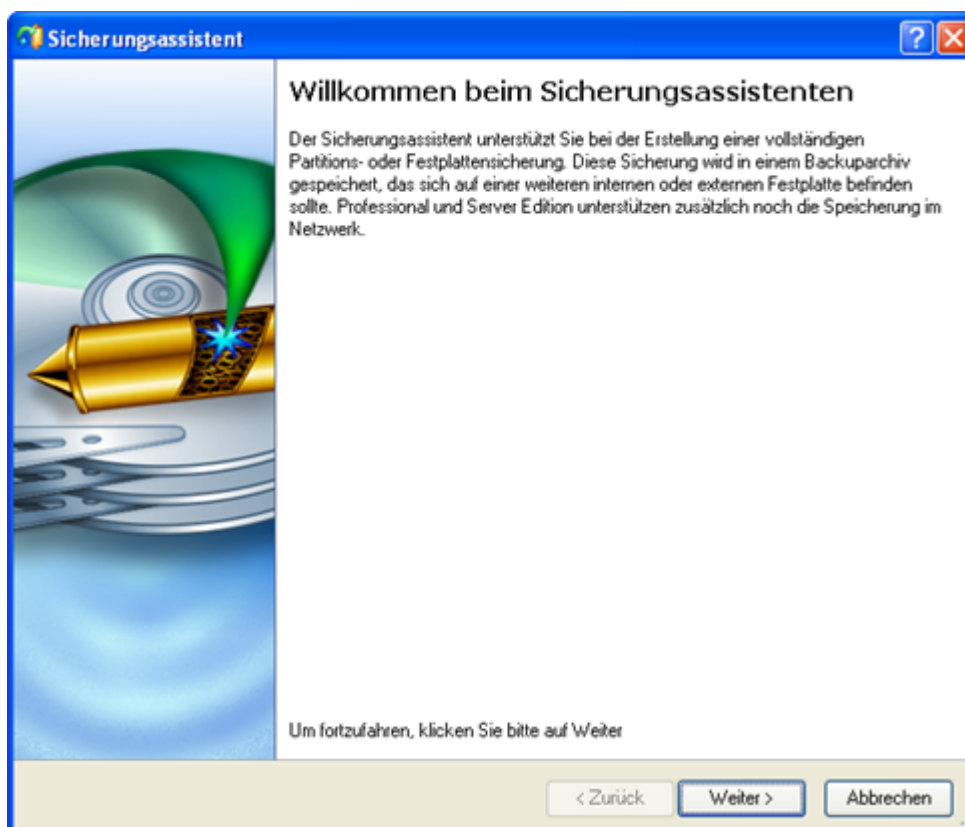 Sicherungsassistent
Willkommen beim Sicherungsassistenten
Der Sicherungsassistent unterstützt Sie bei der Erstellung einer vollständigen
Partitions- oder Festplattensicherung. Diese Sicherung wird in einem Backuparchiv
gespeichert, das sich auf einer weiteren internen oder externen Festplatte befinden
sollte. Professional und Server Edition unterstützen zusätzlich noch die Speicherung im
Netzwerk.
Um fortzufahren, klicken Sie bitte auf Weiter
< Zurück
Weiter >
Abbrechen